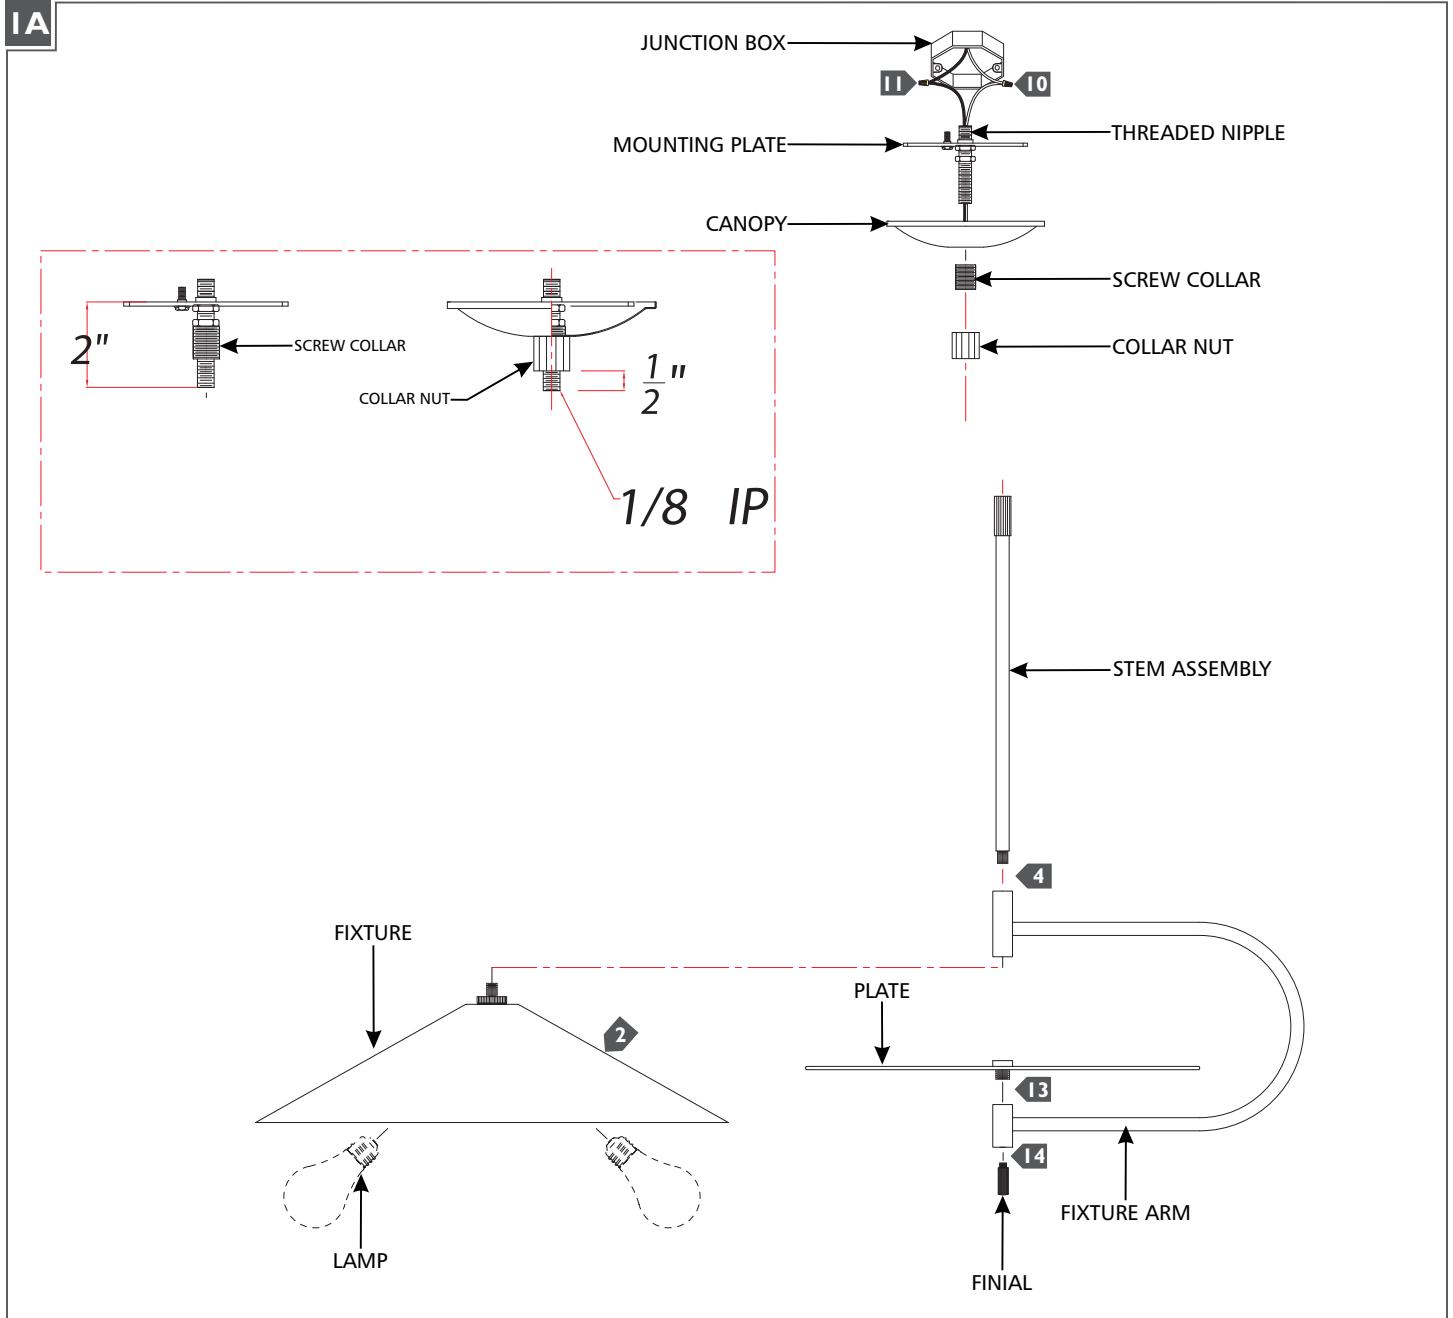 1A
JUNCTION BOX
11
10
THREADED NIPPLE
MOUNTING PLATE
CANOPY
SCREW COLLAR
COLLAR NUT
2"
SCREW COLLAR
COLLAR NUT
1/2"
1/8 IP
STEM ASSEMBLY
4
FIXTURE
PLATE
2
13
14
FIXTURE ARM
LAMP
FINIAL